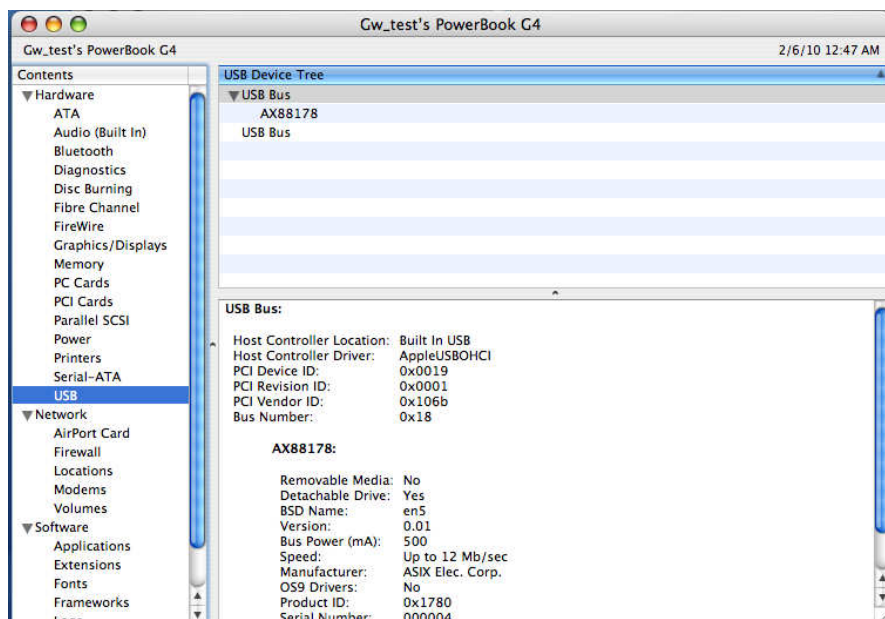 Gw_test's PowerBook G4
Gw_test's PowerBook G4
2/6/10 12:47 AM
Contents
Hardware
ATA
Audio (Built In)
Bluetooth
Diagnostics
Disc Burning
Fibre Channel
FireWire
Graphics/Displays
Memory
PC Cards
PCI Cards
Parallel SCSI
Power
Printers
Serial-ATA
USB
Network
AirPort Card
Firewall
Locations
Modems
Volumes
Software
Applications
Extensions
Fonts
Frameworks
USB Device Tree
USB Bus
AX88178
USB Bus
USB Bus:
Host Controller Location: Built In USB
Host Controller Driver: AppleUSBOHCI
PCI Device ID: 0x0019
PCI Revision ID: 0x0001
PCI Vendor ID: 0x106b
Bus Number: 0x18
AX88178:
Removable Media: No
Detachable Drive: Yes
BSD Name: en5
Version: 0.01
Bus Power (mA): 500
Speed: Up to 12 Mb/sec
Manufacturer: ASIX Elec. Corp.
OS9 Drivers: No
Product ID: 0x1780
Serial Number: 000004